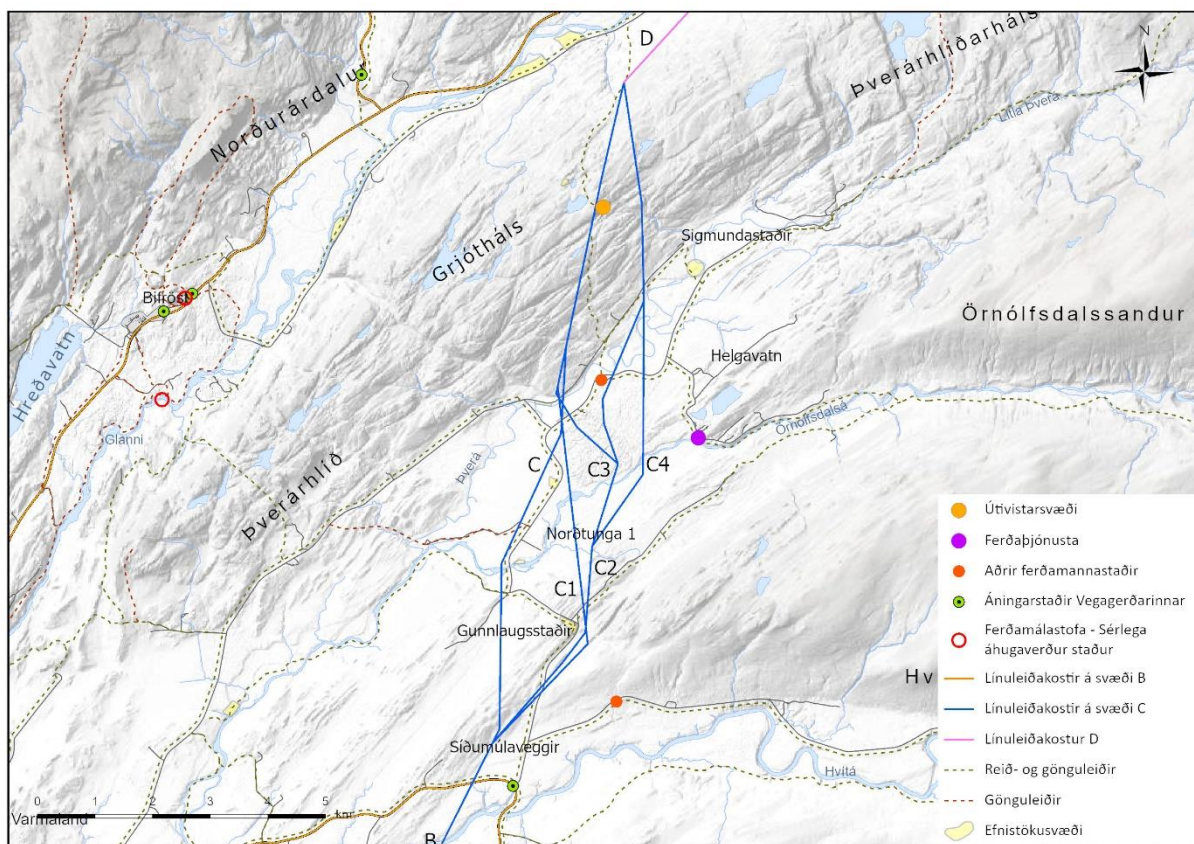 D
N
Norðurárdalur
Þverárhlíðarháls
Litla Þverá
Grjótháls
Sigmundastaðir
Bifröst
Örnólfsdalssandur
Hreðavatn
Helgavatn
Glanni
Örnólfsdalsá
Þverárhlíð
Þverá
C
C3
C4
Norðtunga 1
C1
C2
Gunnlaugsstaðir
Hv
Síðumúlaveggir
Hvítá
0 1 2 3 4 5
km
Varmaland
B
Útivistarsvæði
Ferðaþjónusta
Aðrir ferðamannastaðir
Áningarstaðir Vegagerðarinnar
Ferðamálastofa - Sérlega
áhugaverður staður
Línuleiðakostir á svæði B
Línuleiðakostir á svæði C
Línuleiðakostur D
Reið- og gönguleiðir
Gönguleiðir
Efnistökusvæði